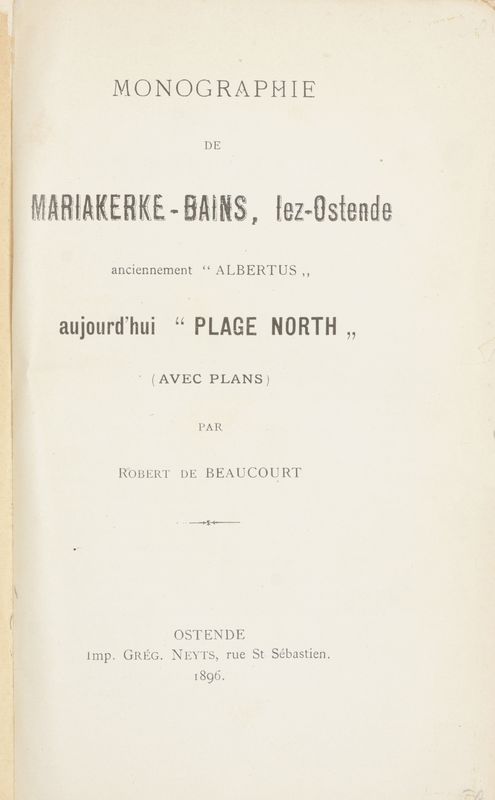 MONOGRAPHIE
DE
MARIAKERKE-BAINS, lez-Ostende
anciennement “ ALBERTUS „
aujourd'hui “ PLAGE NORTH „
(AVEC PLANS)
PAR
ROBERT DE BEAUCOURT
OSTENDE
Imp. GRÉG. NEYTS, rue St Sébastien.
1896.